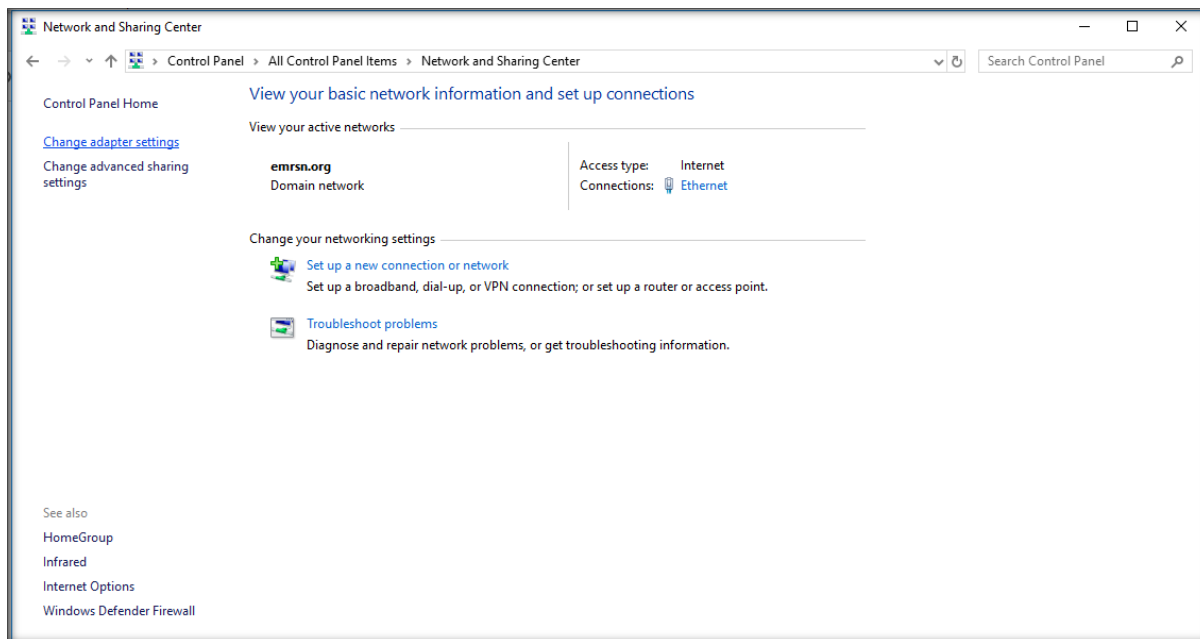 Network and Sharing Center
Control Panel > All Control Panel Items > Network and Sharing Center
Search Control Panel
Control Panel Home
Change adapter settings
Change advanced sharing
settings
View your basic network information and set up connections
View your active networks
emrsn.org
Domain network
Access type: Internet
Connections: Ethernet
Change your networking settings
Set up a new connection or network
Set up a broadband, dial-up, or VPN connection; or set up a router or access point.
Troubleshoot problems
Diagnose and repair network problems, or get troubleshooting information.
See also
HomeGroup
Infrared
Internet Options
Windows Defender Firewall